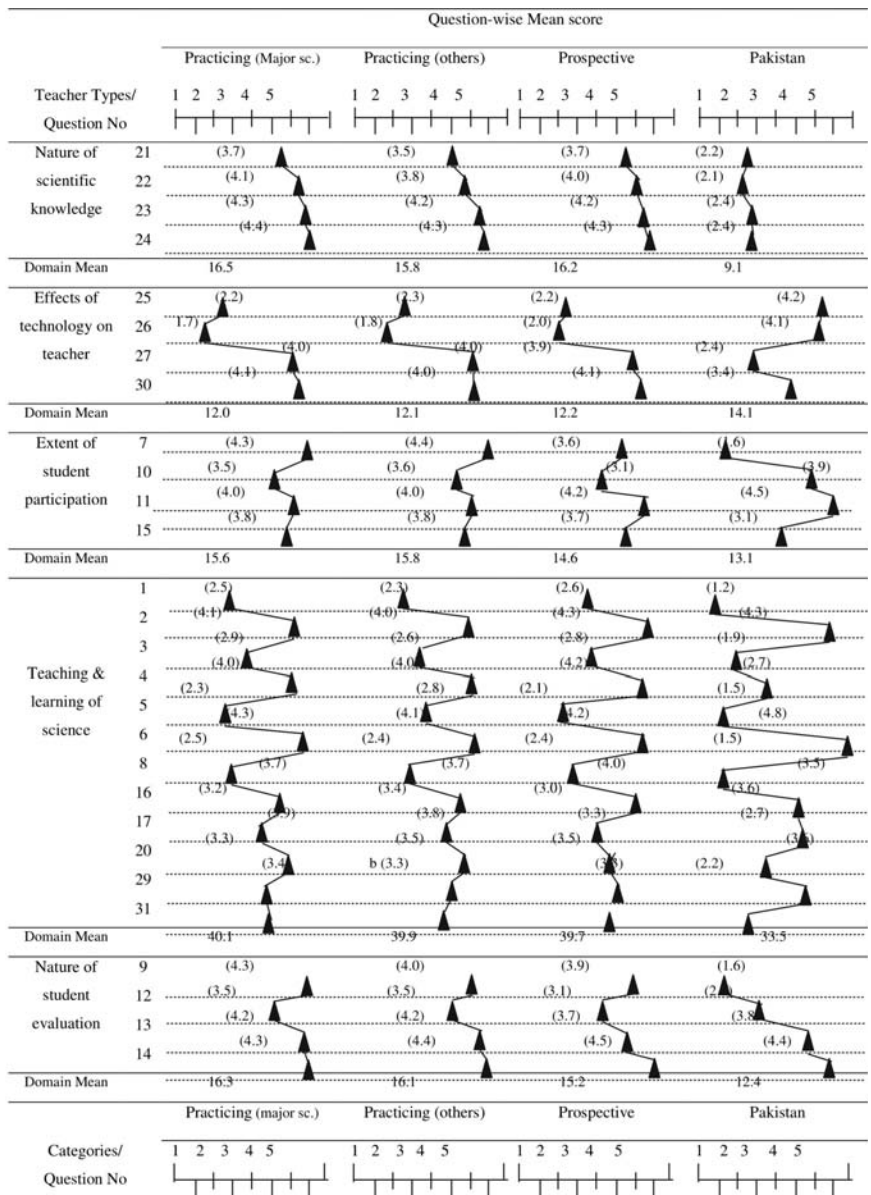 Question-wise Mean score
Practicing (Major sc.) Practicing (others) Prospective Pakistan
Teacher Types/ 1 2 3 4 5 1 2 3 4 5 1 2 3 4 5 1 2 3 4 5
Question No
Nature of 21 (3.7) (3.5) (3.7) (2.2)
scientific 22 (4.1) (3.8) (4.0) (2.1)
knowledge 23 (4.3) (4.2) (4.2) (2.4)
24 (4.4) (4.3) (4.3) (2.4)
Domain Mean 16.5 15.8 16.2 9.1
Effects of 25 (2.2) (2.3) (2.2) (4.2)
technology on 26 1.7) (1.8) (2.0) (4.1)
teacher 27 (4.0) (4.0) (3.9) (2.4)
30 (4.1) (4.0) (4.1) (3.4)
Domain Mean 12.0 12.1 12.2 14.1
Extent of 7 (4.3) (4.4) (3.6) (1.6)
student 10 (3.5) (3.6) (3.1) (3.9)
participation 11 (4.0) (4.0) (4.2) (4.5)
15 (3.8) (3.8) (3.7) (3.1)
Domain Mean 15.6 15.8 14.6 13.1
1 (2.5) (2.3) (2.6) (1.2)
2 (4.1) (4.0) (4.3) (4.3)
3 (2.9) (2.6) (2.8) (1.9)
Teaching & 4 (4.0) (4.0) (4.2) (2.7)
learning of 5 (2.3) (2.8) (2.1) (1.5)
science 6 (4.3) (4.1) (4.2) (4.8)
8 (2.5) (2.4) (2.4) (1.5)
16 (3.7) (3.7) (4.0) (3.5)
17 (3.2) (3.4) (3.0) (3.6)
20 (3.8) (3.3) (2.7)
29 (3.3) (3.5) (3.5)
31 (3.4) b (3.3) (2.2)
Domain Mean 40.1 39.9 39.7 33.5
Nature of 9 (4.3) (4.0) (3.9) (1.6)
student 12 (3.5) (3.5) (3.1)
evaluation 13 (4.2) (4.2) (3.7) (3.8)
14 (4.3) (4.4) (4.5) (4.4)
Domain Mean 16.3 16.1 15.2 12.4
Practicing (major sc.) Practicing (others) Prospective Pakistan
Categories/ 1 2 3 4 5 1 2 3 4 5 1 2 3 4 5 1 2 3 4 5
Question No